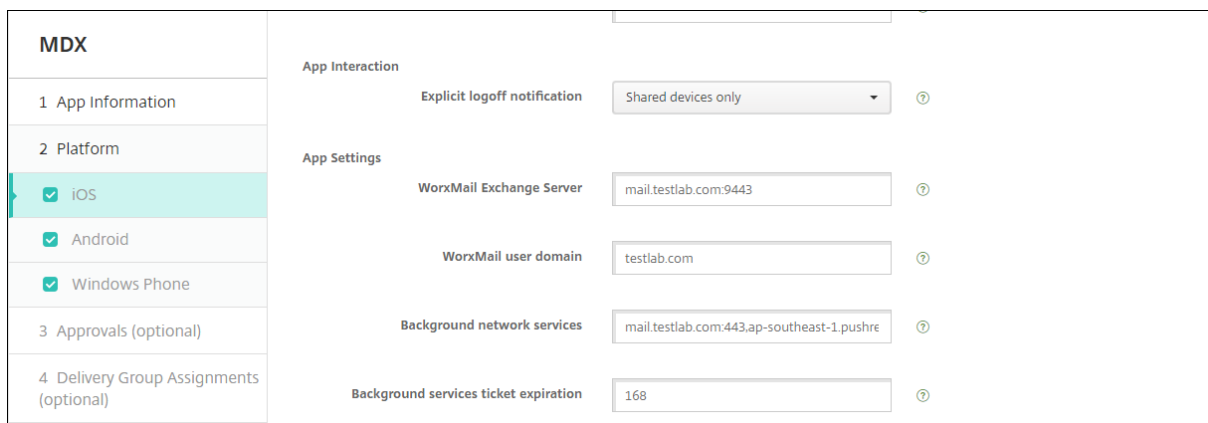 MDX
1 App Information
2 Platform
iOS
Android
Windows Phone
3 Approvals (optional)
4 Delivery Group Assignments
(optional)
App Interaction
Explicit logoff notification Shared devices only ?
App Settings
WorxMail Exchange Server mail.testlab.com:9443 ?
WorxMail user domain testlab.com ?
Background network services mail.testlab.com:443,ap-southeast-1.pushre ?
Background services ticket expiration 168 ?